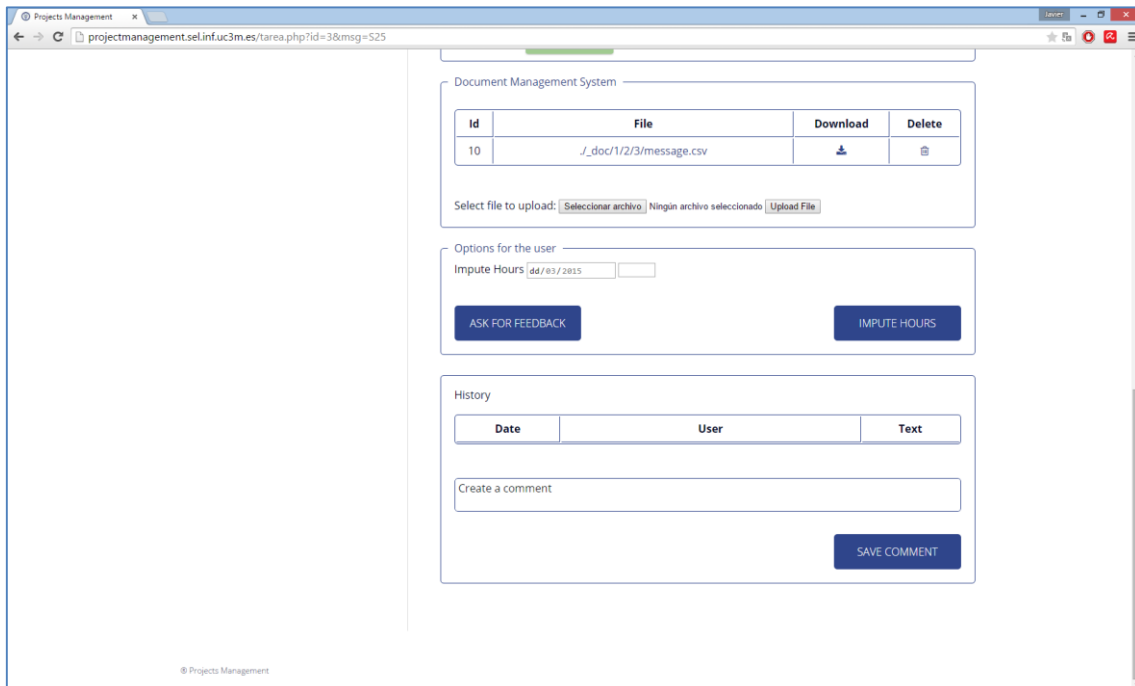 Projects Management
Javier
projectmanagement.sel.inf.uc3m.es/tarea.php?id=3&msg=S25
Document Management System
Id File Download Delete
10 ./_doc/1/2/3/message.csv
Select file to upload: Seleccionar archivo Ningún archivo seleccionado Upload File
Options for the user
Impute Hours dd/03/2015
ASK FOR FEEDBACK IMPUTE HOURS
History
Date User Text
Create a comment
SAVE COMMENT
® Projects Management